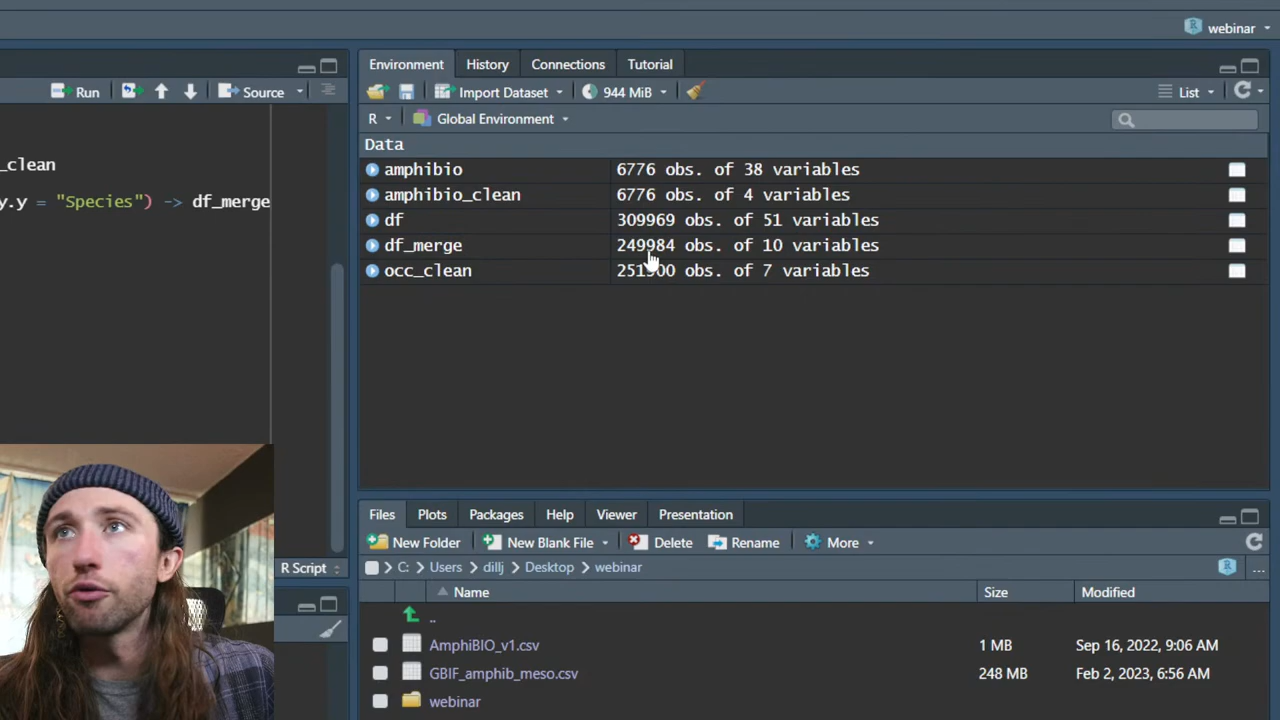 webinar
Run
Source
_clean
y.y = "Species") -> df_merge
R Script
Environment History Connections Tutorial
Import Dataset 944 MiB List
R Global Environment
Data
amphibio 6776 obs. of 38 variables
amphibio_clean 6776 obs. of 4 variables
df 309969 obs. of 51 variables
df_merge 249984 obs. of 10 variables
occ_clean obs. of 7 variables
Files Plots Packages Help Viewer Presentation
New Folder New Blank File Delete Rename More
C: Users dillj Desktop webinar ...
Name Size Modified
..
AmphiBIO_v1.csv 1 MB Sep 16, 2022, 9:06 AM
GBIF_amphib_meso.csv 248 MB Feb 2, 2023, 6:56 AM
webinar